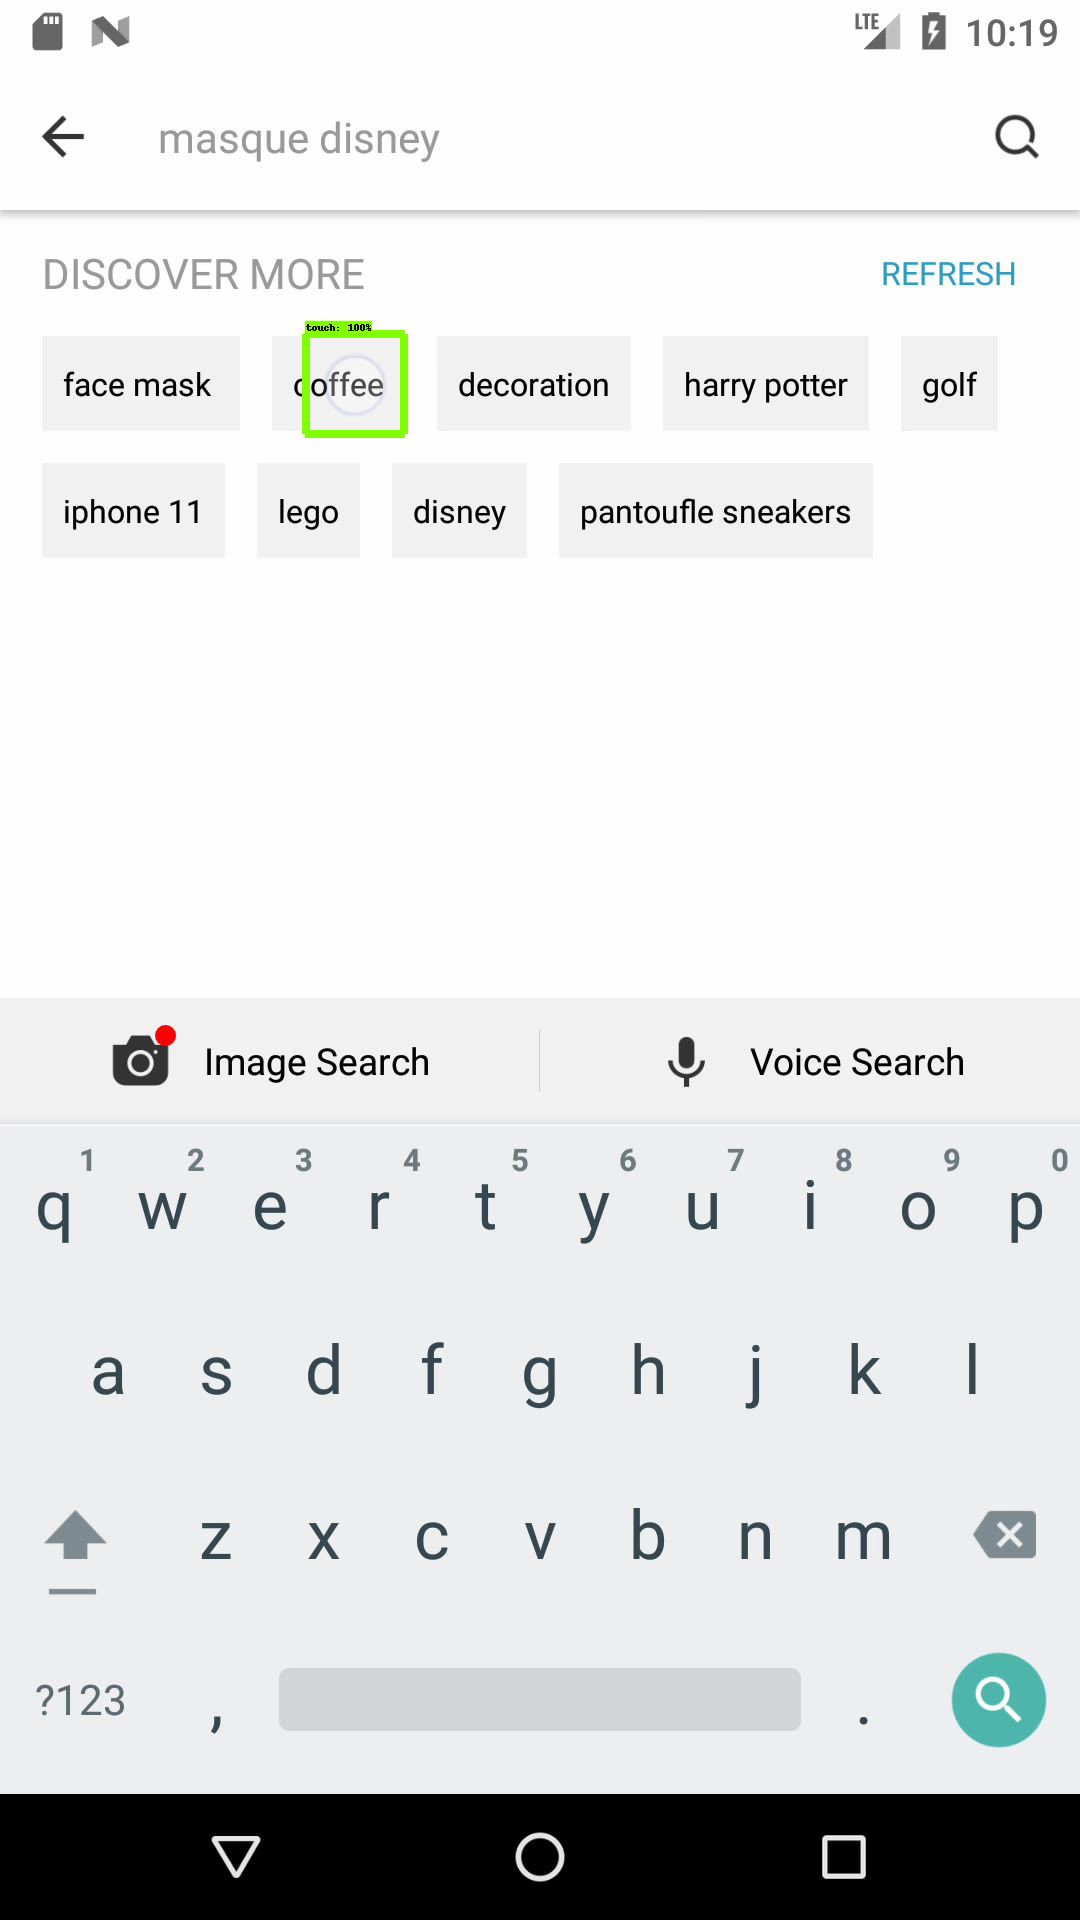 LTE 10:19
masque disney
DISCOVER MORE REFRESH
touch: 100%
face mask coffee decoration harry potter golf
iphone 11 lego disney pantoufle sneakers
Image Search Voice Search
1 2 3 4 5 6 7 8 9 0
q w e r t y u i o p
a s d f g h j k l
z x c v b n m
?123 , .